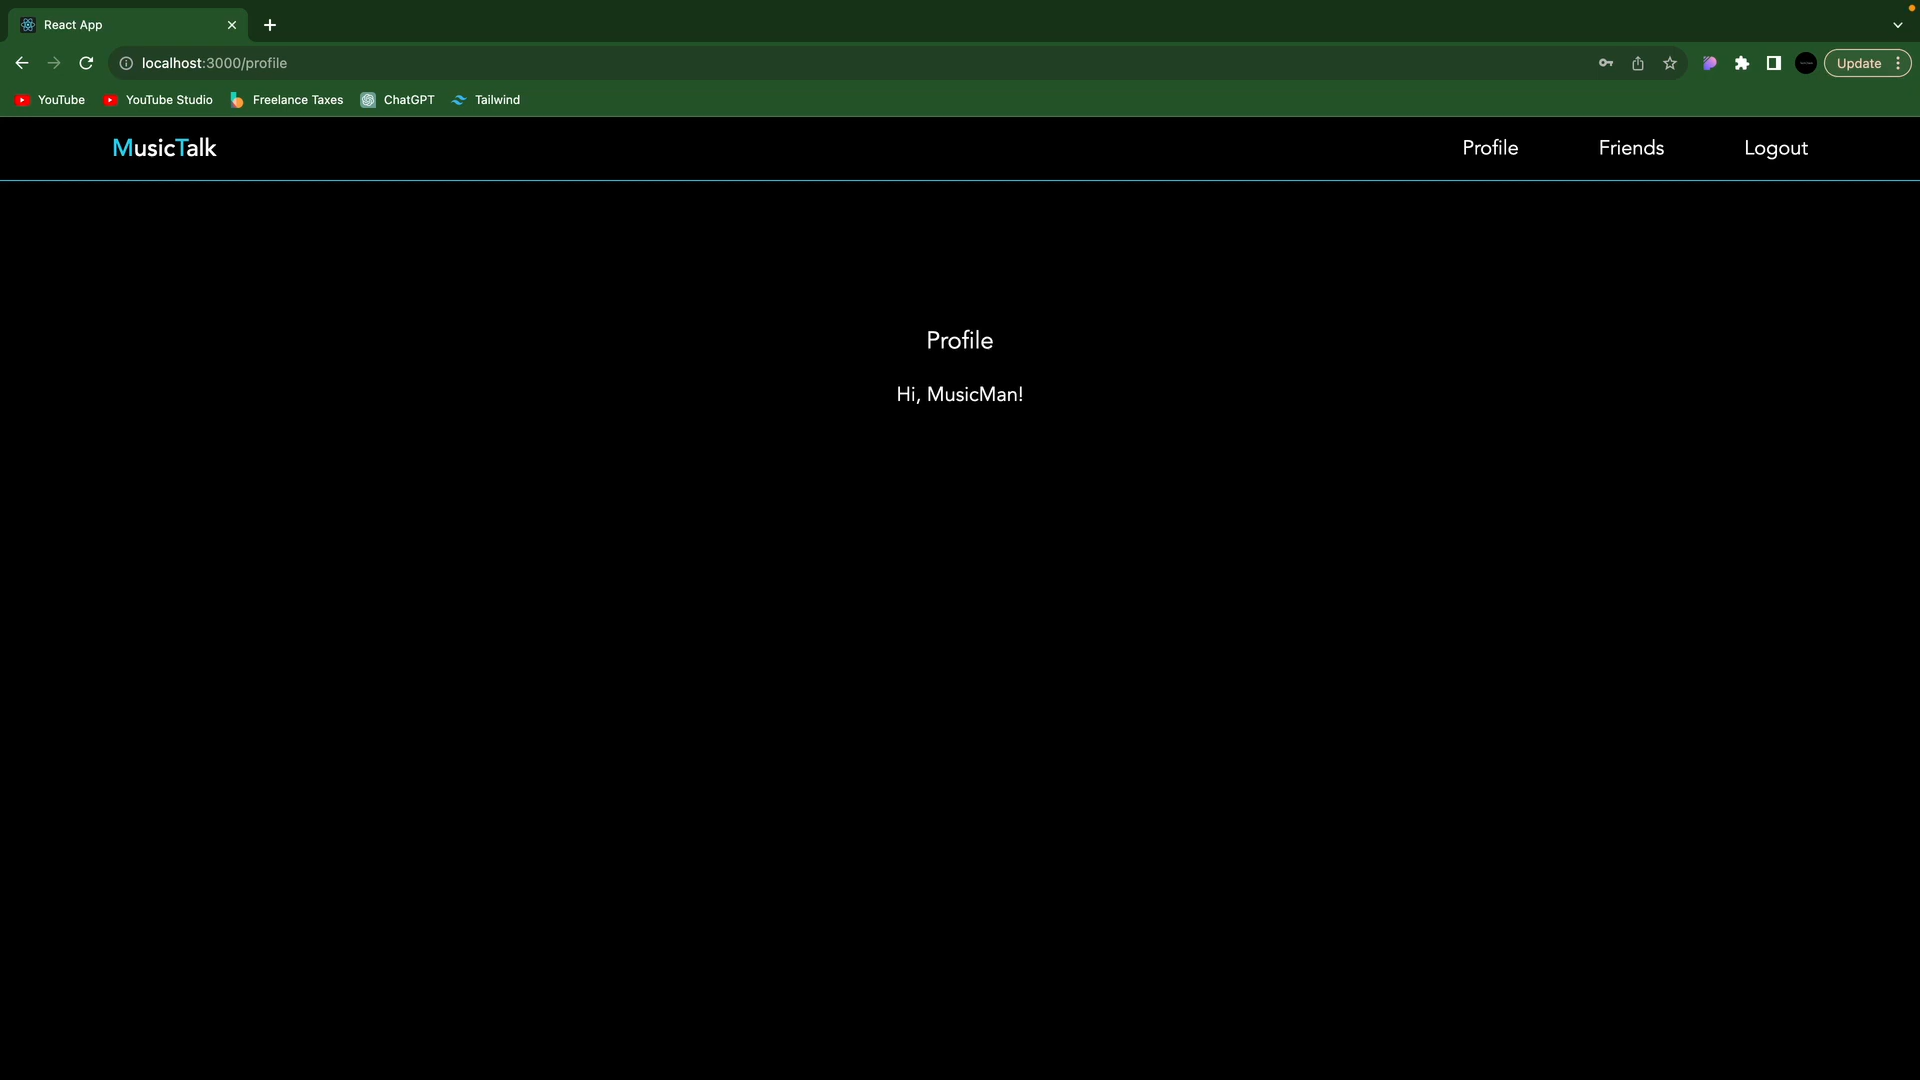 React App
localhost:3000/profile
Update
YouTube
YouTube Studio
Freelance Taxes
ChatGPT
Tailwind
MusicTalk
Profile
Friends
Logout
Profile
Hi, MusicMan!